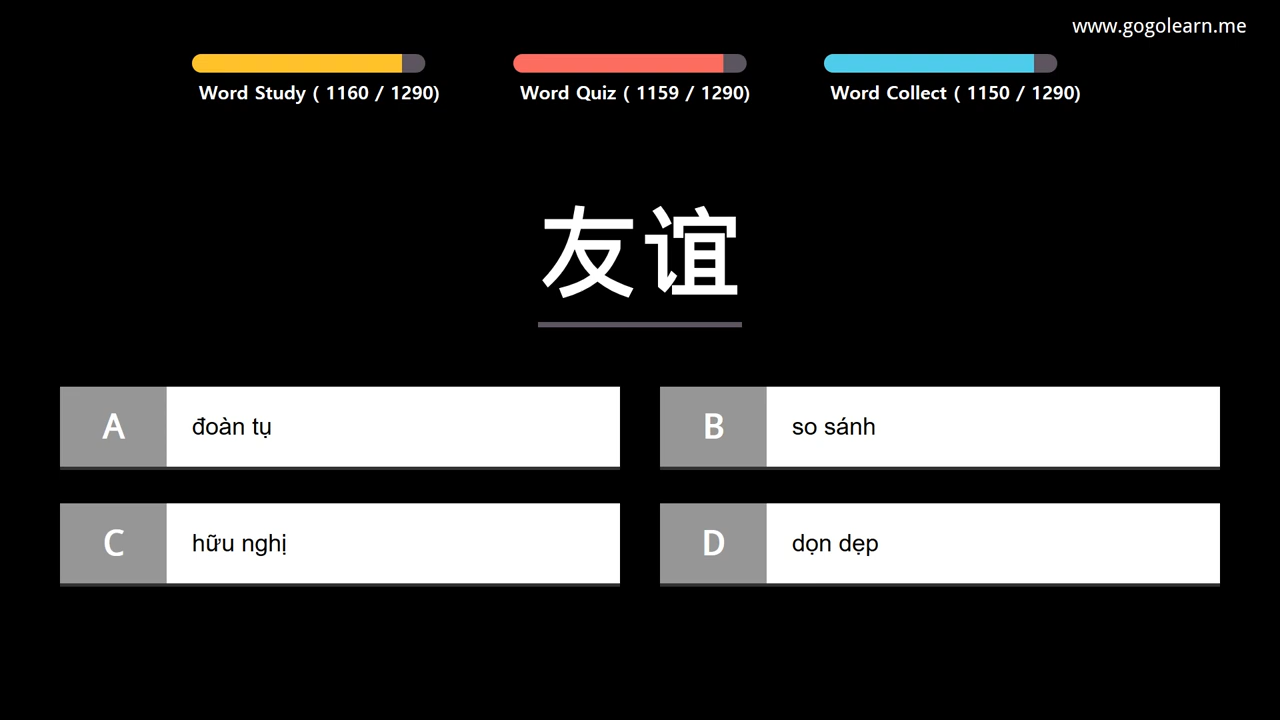 www.gogolearn.me
Word Study ( 1160 / 1290)
Word Quiz ( 1159 / 1290)
Word Collect ( 1150 / 1290)
友谊
A đoàn tụ
B so sánh
C hữu nghị
D dọn dẹp